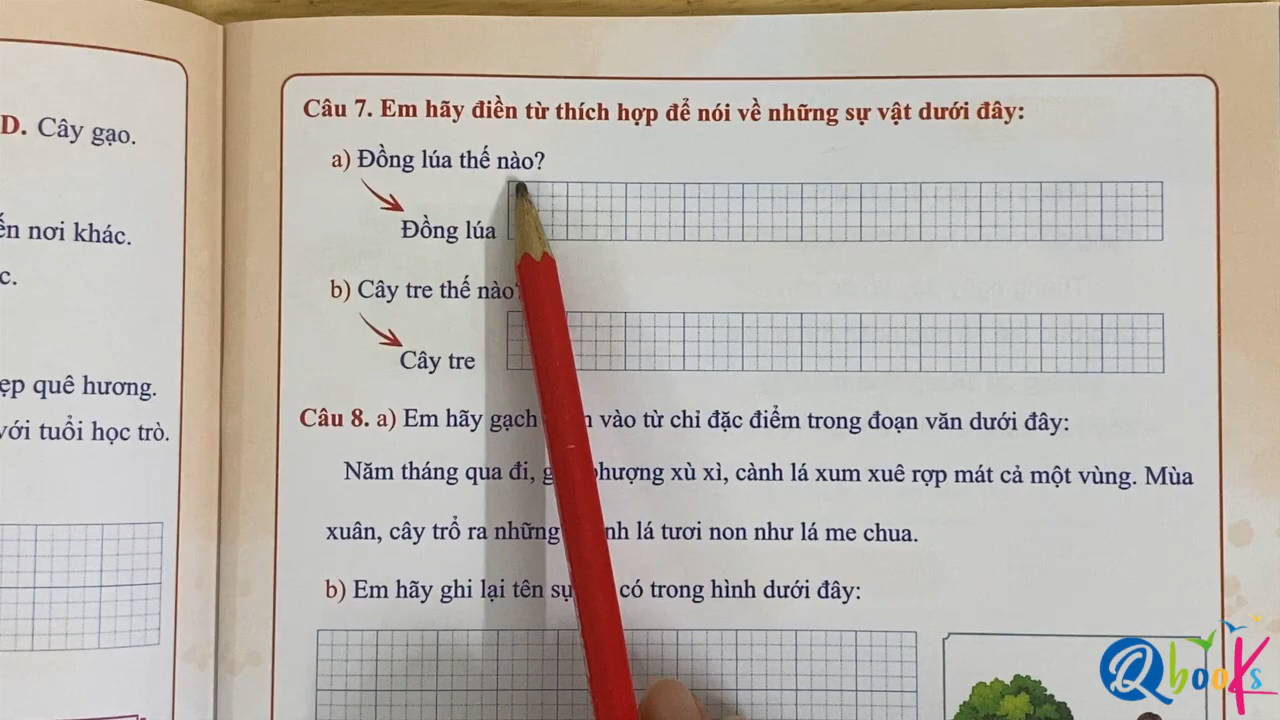 D. Cây gạo.
ến nơi khác.
c.
ẹp quê hương.
với tuổi học trò.
Câu 7. Em hãy điền từ thích hợp để nói về những sự vật dưới đây:
a) Đồng lúa thế nào?
Đồng lúa
b) Cây tre thế nào
Cây tre
Câu 8. a) Em hãy gạch vào từ chỉ đặc điểm trong đoạn văn dưới đây:
Năm tháng qua đi, phượng xù xì, cành lá xum xuê rợp mát cả một vùng. Mùa
xuân, cây trổ ra những lá tươi non như lá me chua.
b) Em hãy ghi lại tên có trong hình dưới đây:
Qbooks